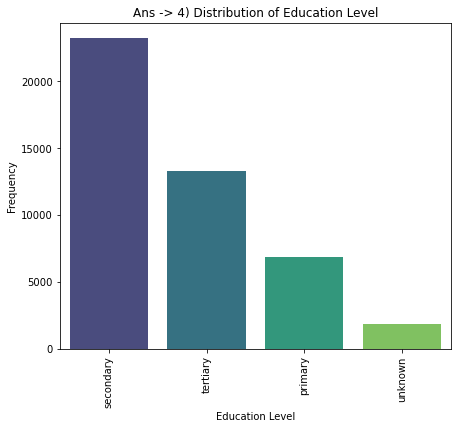 Ans -> 4) Distribution of Education Level
Frequency
20000
15000
10000
5000
0
secondary
tertiary
primary
unknown
Education Level